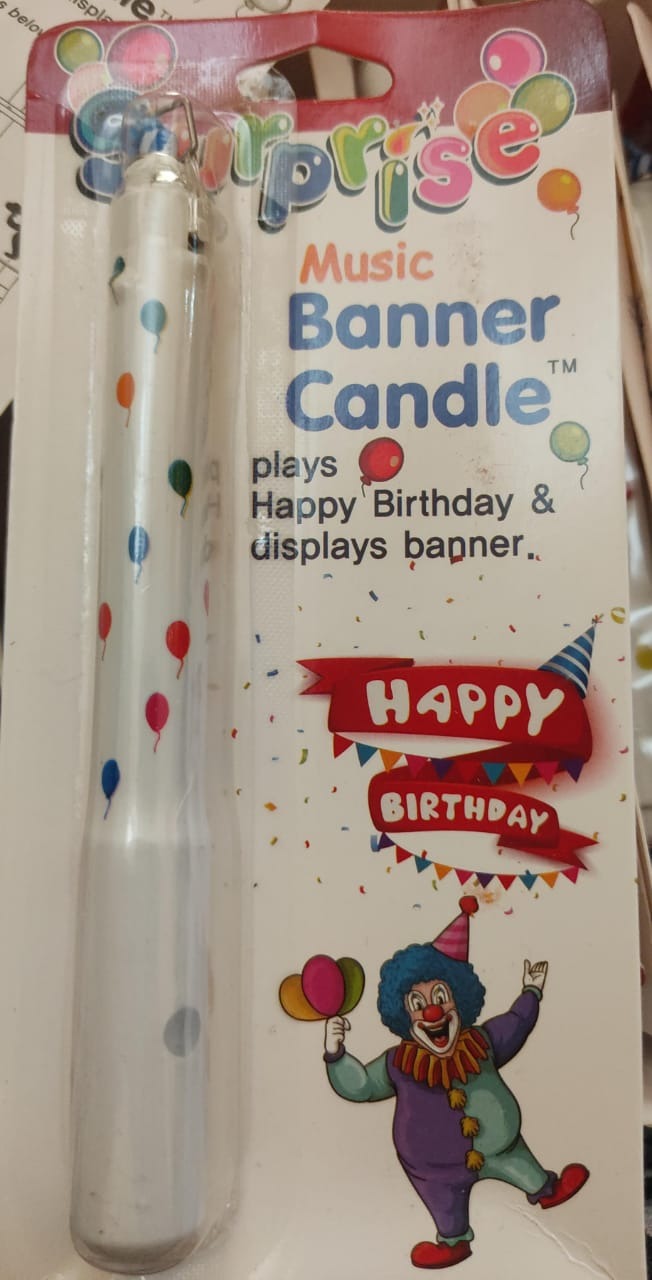 Surprise
Music
Banner
Candle™
plays
Happy Birthday &
displays banner.
HAPPY
BIRTHDAY